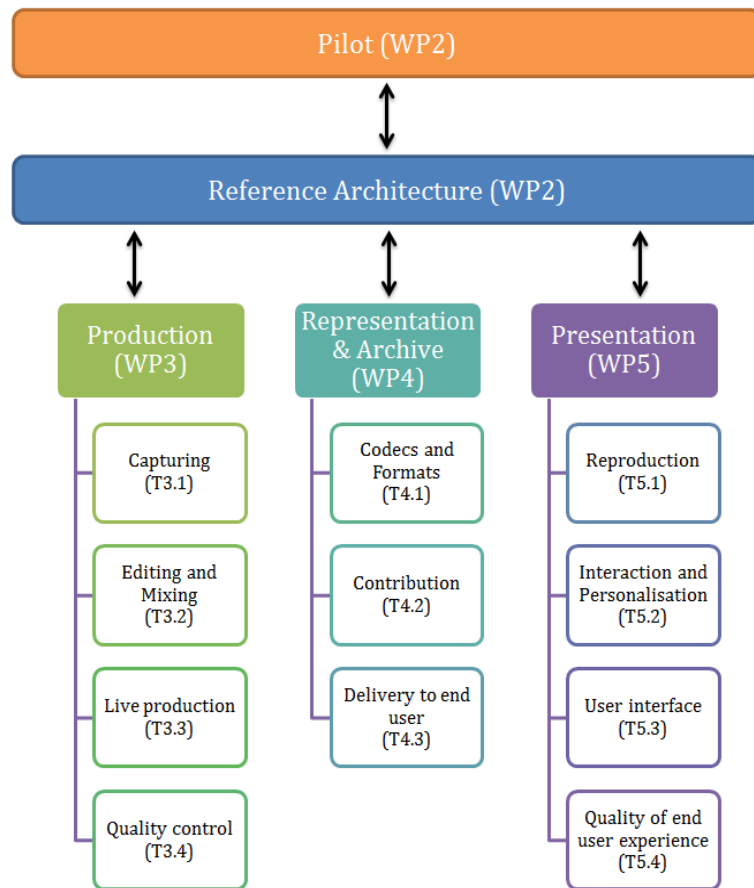 Pilot (WP2)
Reference Architecture (WP2)
Production
(WP3)
Capturing
(T3.1)
Editing and
Mixing
(T3.2)
Live production
(T3.3)
Quality control
(T3.4)
Representation
& Archive
(WP4)
Codecs and
Formats
(T4.1)
Contribution
(T4.2)
Delivery to end
user
(T4.3)
Presentation
(WP5)
Reproduction
(T5.1)
Interaction and
Personalisation
(T5.2)
User interface
(T5.3)
Quality of end
user experience
(T5.4)